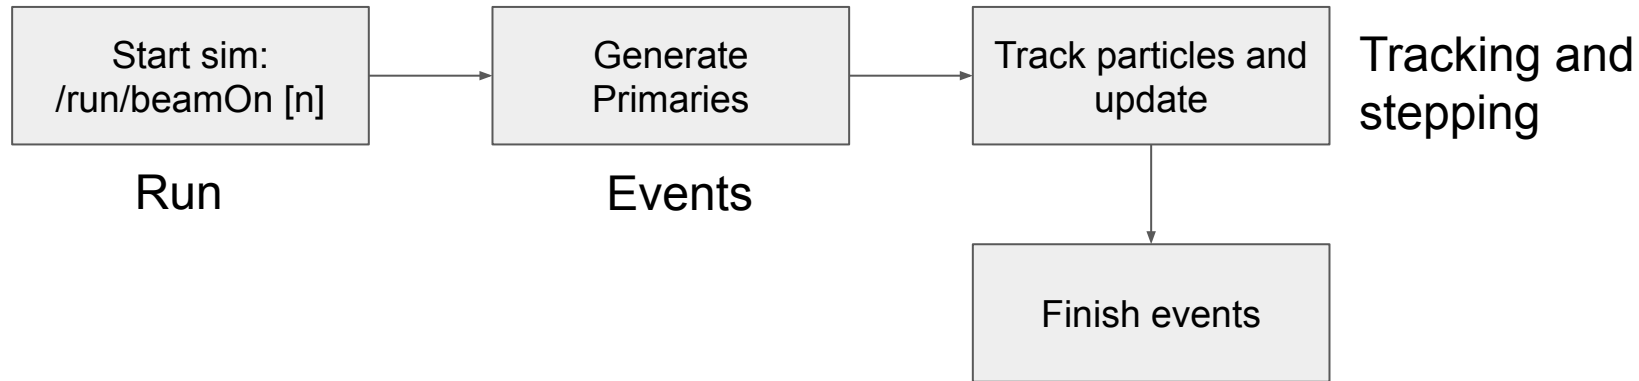 Start sim:
/run/beamOn [n]
Generate
Primaries
Track particles and
update
Tracking and
stepping
Run
Events
Finish events